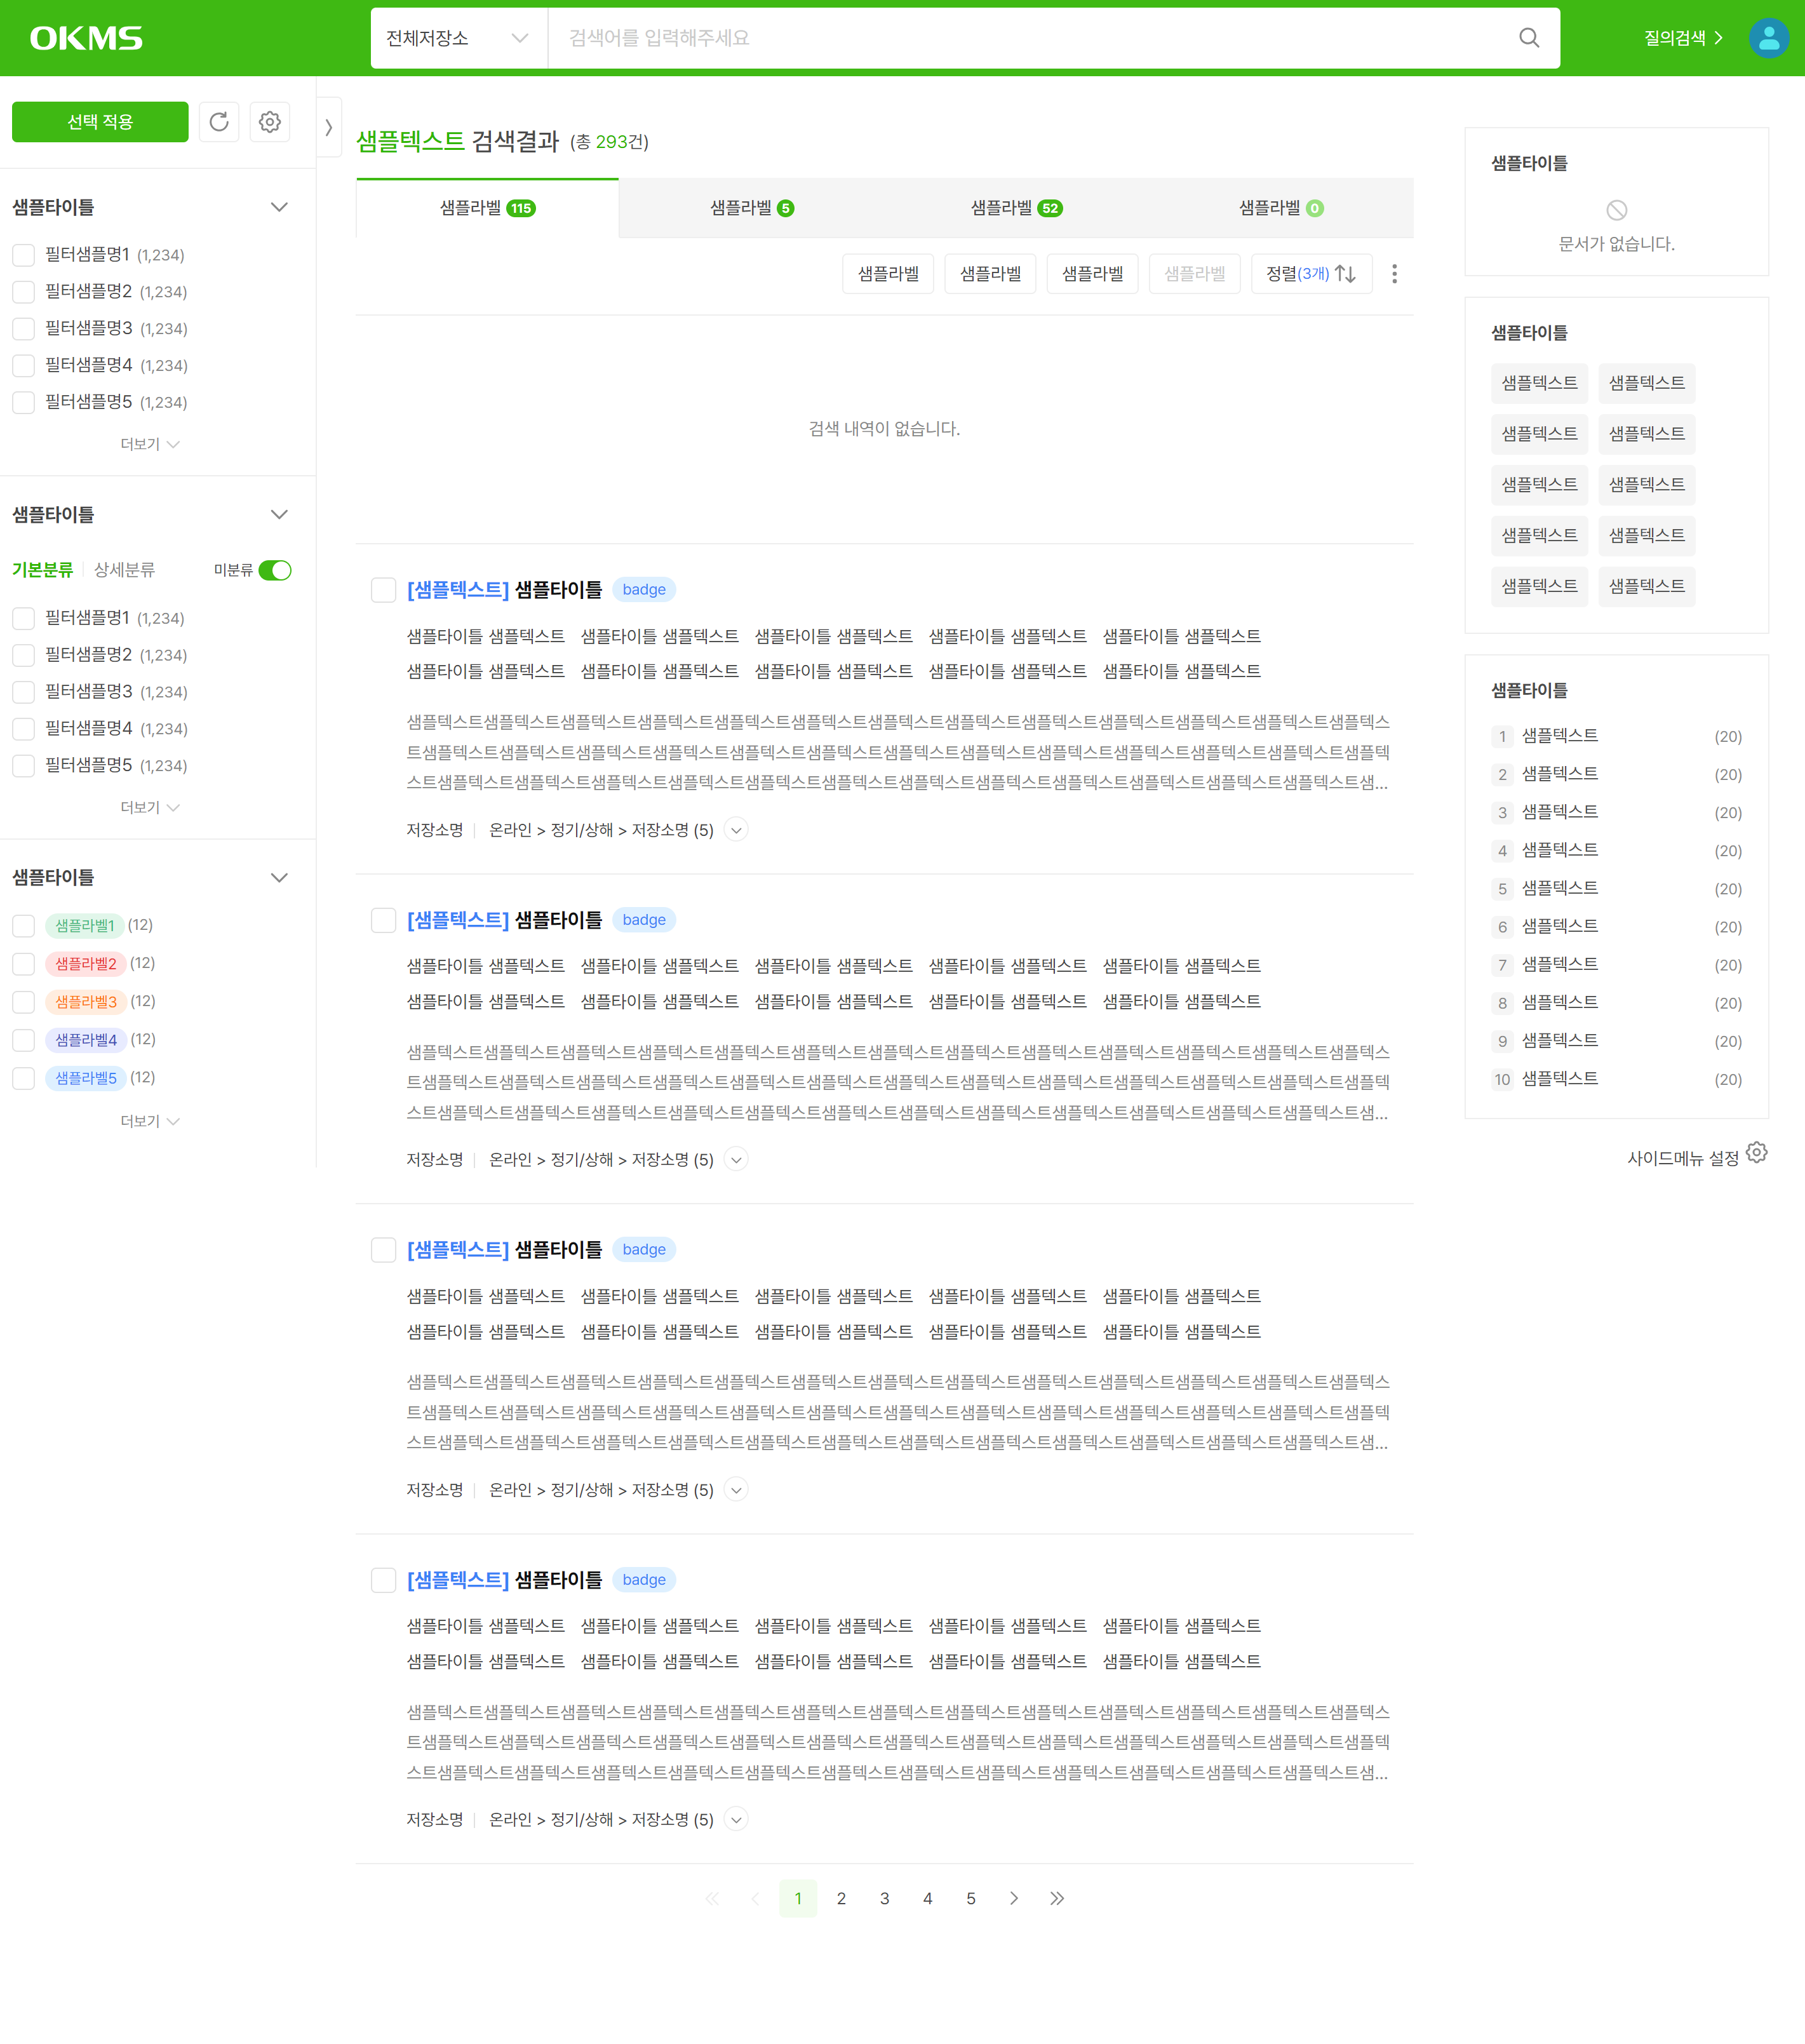 OKMS
전체저장소
검색어를 입력해주세요
질의검색
선택 적용
샘플타이틀
필터샘플명1 (1,234)
필터샘플명2 (1,234)
필터샘플명3 (1,234)
필터샘플명4 (1,234)
필터샘플명5 (1,234)
더보기
샘플타이틀
기본분류 상세분류 미분류
필터샘플명1 (1,234)
필터샘플명2 (1,234)
필터샘플명3 (1,234)
필터샘플명4 (1,234)
필터샘플명5 (1,234)
더보기
샘플타이틀
샘플라벨1 (12)
샘플라벨2 (12)
샘플라벨3 (12)
샘플라벨4 (12)
샘플라벨5 (12)
더보기
샘플텍스트 검색결과 (총 293건)
샘플라벨 115 샘플라벨 5 샘플라벨 52 샘플라벨 0
샘플라벨 샘플라벨 샘플라벨 샘플라벨 정렬(3개)
검색 내역이 없습니다.
[샘플텍스트] 샘플타이틀 badge
샘플타이틀 샘플텍스트 샘플타이틀 샘플텍스트 샘플타이틀 샘플텍스트 샘플타이틀 샘플텍스트 샘플타이틀 샘플텍스트
샘플타이틀 샘플텍스트 샘플타이틀 샘플텍스트 샘플타이틀 샘플텍스트 샘플타이틀 샘플텍스트 샘플타이틀 샘플텍스트
샘플텍스트샘플텍스트샘플텍스트샘플텍스트샘플텍스트샘플텍스트샘플텍스트샘플텍스트샘플텍스트샘플텍스트샘플텍스트샘플텍스트샘플텍스
트샘플텍스트샘플텍스트샘플텍스트샘플텍스트샘플텍스트샘플텍스트샘플텍스트샘플텍스트샘플텍스트샘플텍스트샘플텍스트샘플텍스트샘플텍
스트샘플텍스트샘플텍스트샘플텍스트샘플텍스트샘플텍스트샘플텍스트샘플텍스트샘플텍스트샘플텍스트샘플텍스트샘플텍스트샘플텍스트샘...
저장소명 온라인 > 정기/상해 > 저장소명 (5)
[샘플텍스트] 샘플타이틀 badge
샘플타이틀 샘플텍스트 샘플타이틀 샘플텍스트 샘플타이틀 샘플텍스트 샘플타이틀 샘플텍스트 샘플타이틀 샘플텍스트
샘플타이틀 샘플텍스트 샘플타이틀 샘플텍스트 샘플타이틀 샘플텍스트 샘플타이틀 샘플텍스트 샘플타이틀 샘플텍스트
샘플텍스트샘플텍스트샘플텍스트샘플텍스트샘플텍스트샘플텍스트샘플텍스트샘플텍스트샘플텍스트샘플텍스트샘플텍스트샘플텍스트샘플텍스
트샘플텍스트샘플텍스트샘플텍스트샘플텍스트샘플텍스트샘플텍스트샘플텍스트샘플텍스트샘플텍스트샘플텍스트샘플텍스트샘플텍스트샘플텍
스트샘플텍스트샘플텍스트샘플텍스트샘플텍스트샘플텍스트샘플텍스트샘플텍스트샘플텍스트샘플텍스트샘플텍스트샘플텍스트샘플텍스트샘...
저장소명 온라인 > 정기/상해 > 저장소명 (5)
[샘플텍스트] 샘플타이틀 badge
샘플타이틀 샘플텍스트 샘플타이틀 샘플텍스트 샘플타이틀 샘플텍스트 샘플타이틀 샘플텍스트 샘플타이틀 샘플텍스트
샘플타이틀 샘플텍스트 샘플타이틀 샘플텍스트 샘플타이틀 샘플텍스트 샘플타이틀 샘플텍스트 샘플타이틀 샘플텍스트
샘플텍스트샘플텍스트샘플텍스트샘플텍스트샘플텍스트샘플텍스트샘플텍스트샘플텍스트샘플텍스트샘플텍스트샘플텍스트샘플텍스트샘플텍스
트샘플텍스트샘플텍스트샘플텍스트샘플텍스트샘플텍스트샘플텍스트샘플텍스트샘플텍스트샘플텍스트샘플텍스트샘플텍스트샘플텍스트샘플텍
스트샘플텍스트샘플텍스트샘플텍스트샘플텍스트샘플텍스트샘플텍스트샘플텍스트샘플텍스트샘플텍스트샘플텍스트샘플텍스트샘플텍스트샘...
저장소명 온라인 > 정기/상해 > 저장소명 (5)
[샘플텍스트] 샘플타이틀 badge
샘플타이틀 샘플텍스트 샘플타이틀 샘플텍스트 샘플타이틀 샘플텍스트 샘플타이틀 샘플텍스트 샘플타이틀 샘플텍스트
샘플타이틀 샘플텍스트 샘플타이틀 샘플텍스트 샘플타이틀 샘플텍스트 샘플타이틀 샘플텍스트 샘플타이틀 샘플텍스트
샘플텍스트샘플텍스트샘플텍스트샘플텍스트샘플텍스트샘플텍스트샘플텍스트샘플텍스트샘플텍스트샘플텍스트샘플텍스트샘플텍스트샘플텍스
트샘플텍스트샘플텍스트샘플텍스트샘플텍스트샘플텍스트샘플텍스트샘플텍스트샘플텍스트샘플텍스트샘플텍스트샘플텍스트샘플텍스트샘플텍
스트샘플텍스트샘플텍스트샘플텍스트샘플텍스트샘플텍스트샘플텍스트샘플텍스트샘플텍스트샘플텍스트샘플텍스트샘플텍스트샘플텍스트샘...
저장소명 온라인 > 정기/상해 > 저장소명 (5)
1 2 3 4 5
샘플타이틀
문서가 없습니다.
샘플타이틀
샘플텍스트 샘플텍스트
샘플텍스트 샘플텍스트
샘플텍스트 샘플텍스트
샘플텍스트 샘플텍스트
샘플텍스트 샘플텍스트
샘플타이틀
1 샘플텍스트 (20)
2 샘플텍스트 (20)
3 샘플텍스트 (20)
4 샘플텍스트 (20)
5 샘플텍스트 (20)
6 샘플텍스트 (20)
7 샘플텍스트 (20)
8 샘플텍스트 (20)
9 샘플텍스트 (20)
10 샘플텍스트 (20)
사이드메뉴 설정